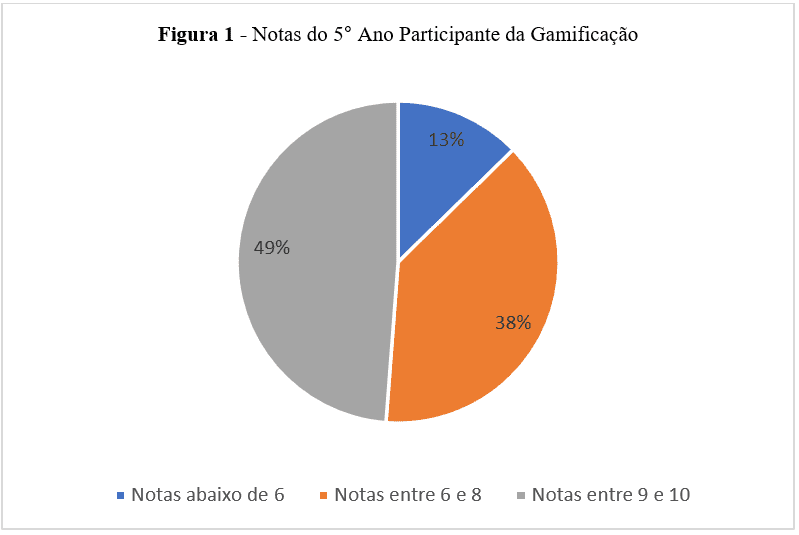 Figura 1 - Notas do 5° Ano Participante da Gamificação
13%
49%
38%
Notas abaixo de 6 Notas entre 6 e 8 Notas entre 9 e 10